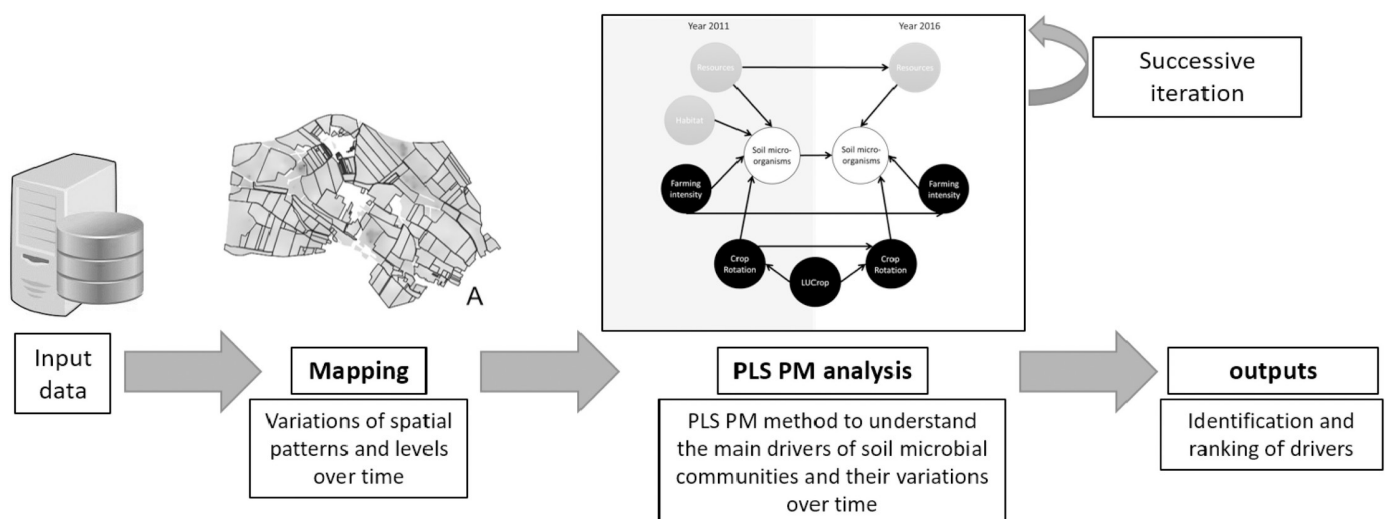 Year 2011
Year 2016
Resources
Resources
Habitat
Soil micro-
organisms
Soil micro-
organisms
Farming
intensity
Farming
intensity
Crop
Rotation
LUCrop
Crop
Rotation
Successive
iteration
A
Input
data
Mapping
Variations of spatial
patterns and levels
over time
PLS PM analysis
PLS PM method to understand
the main drivers of soil microbial
communities and their variations
over time
outputs
Identification and
ranking of drivers